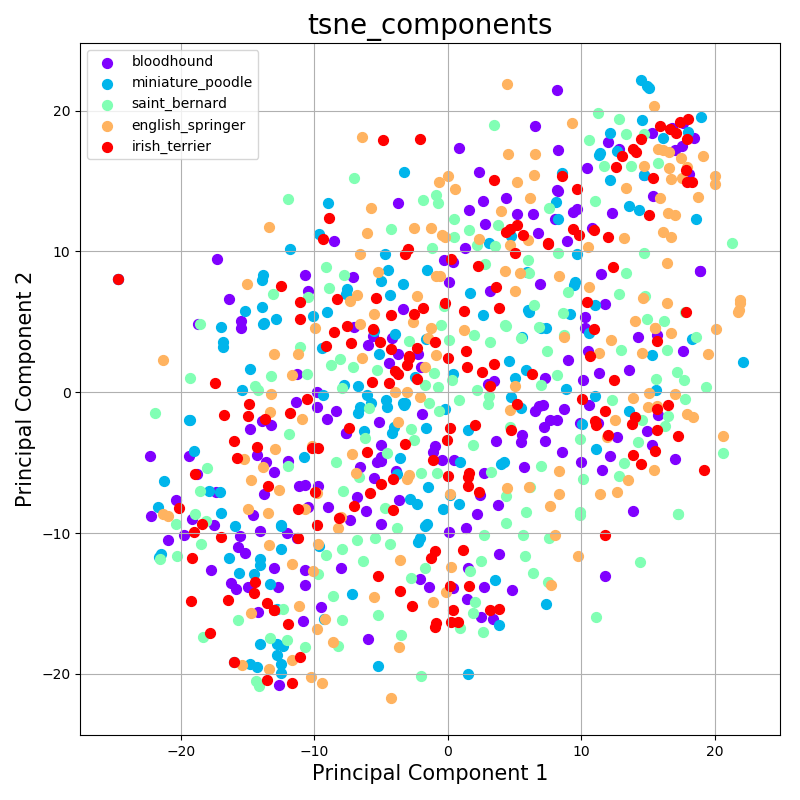 tsne_components
bloodhound
miniature_poodle
saint_bernard
english_springer
irish_terrier
20
10
0
−10
−20
Principal Component 2
−20
−10
0
10
20
Principal Component 1